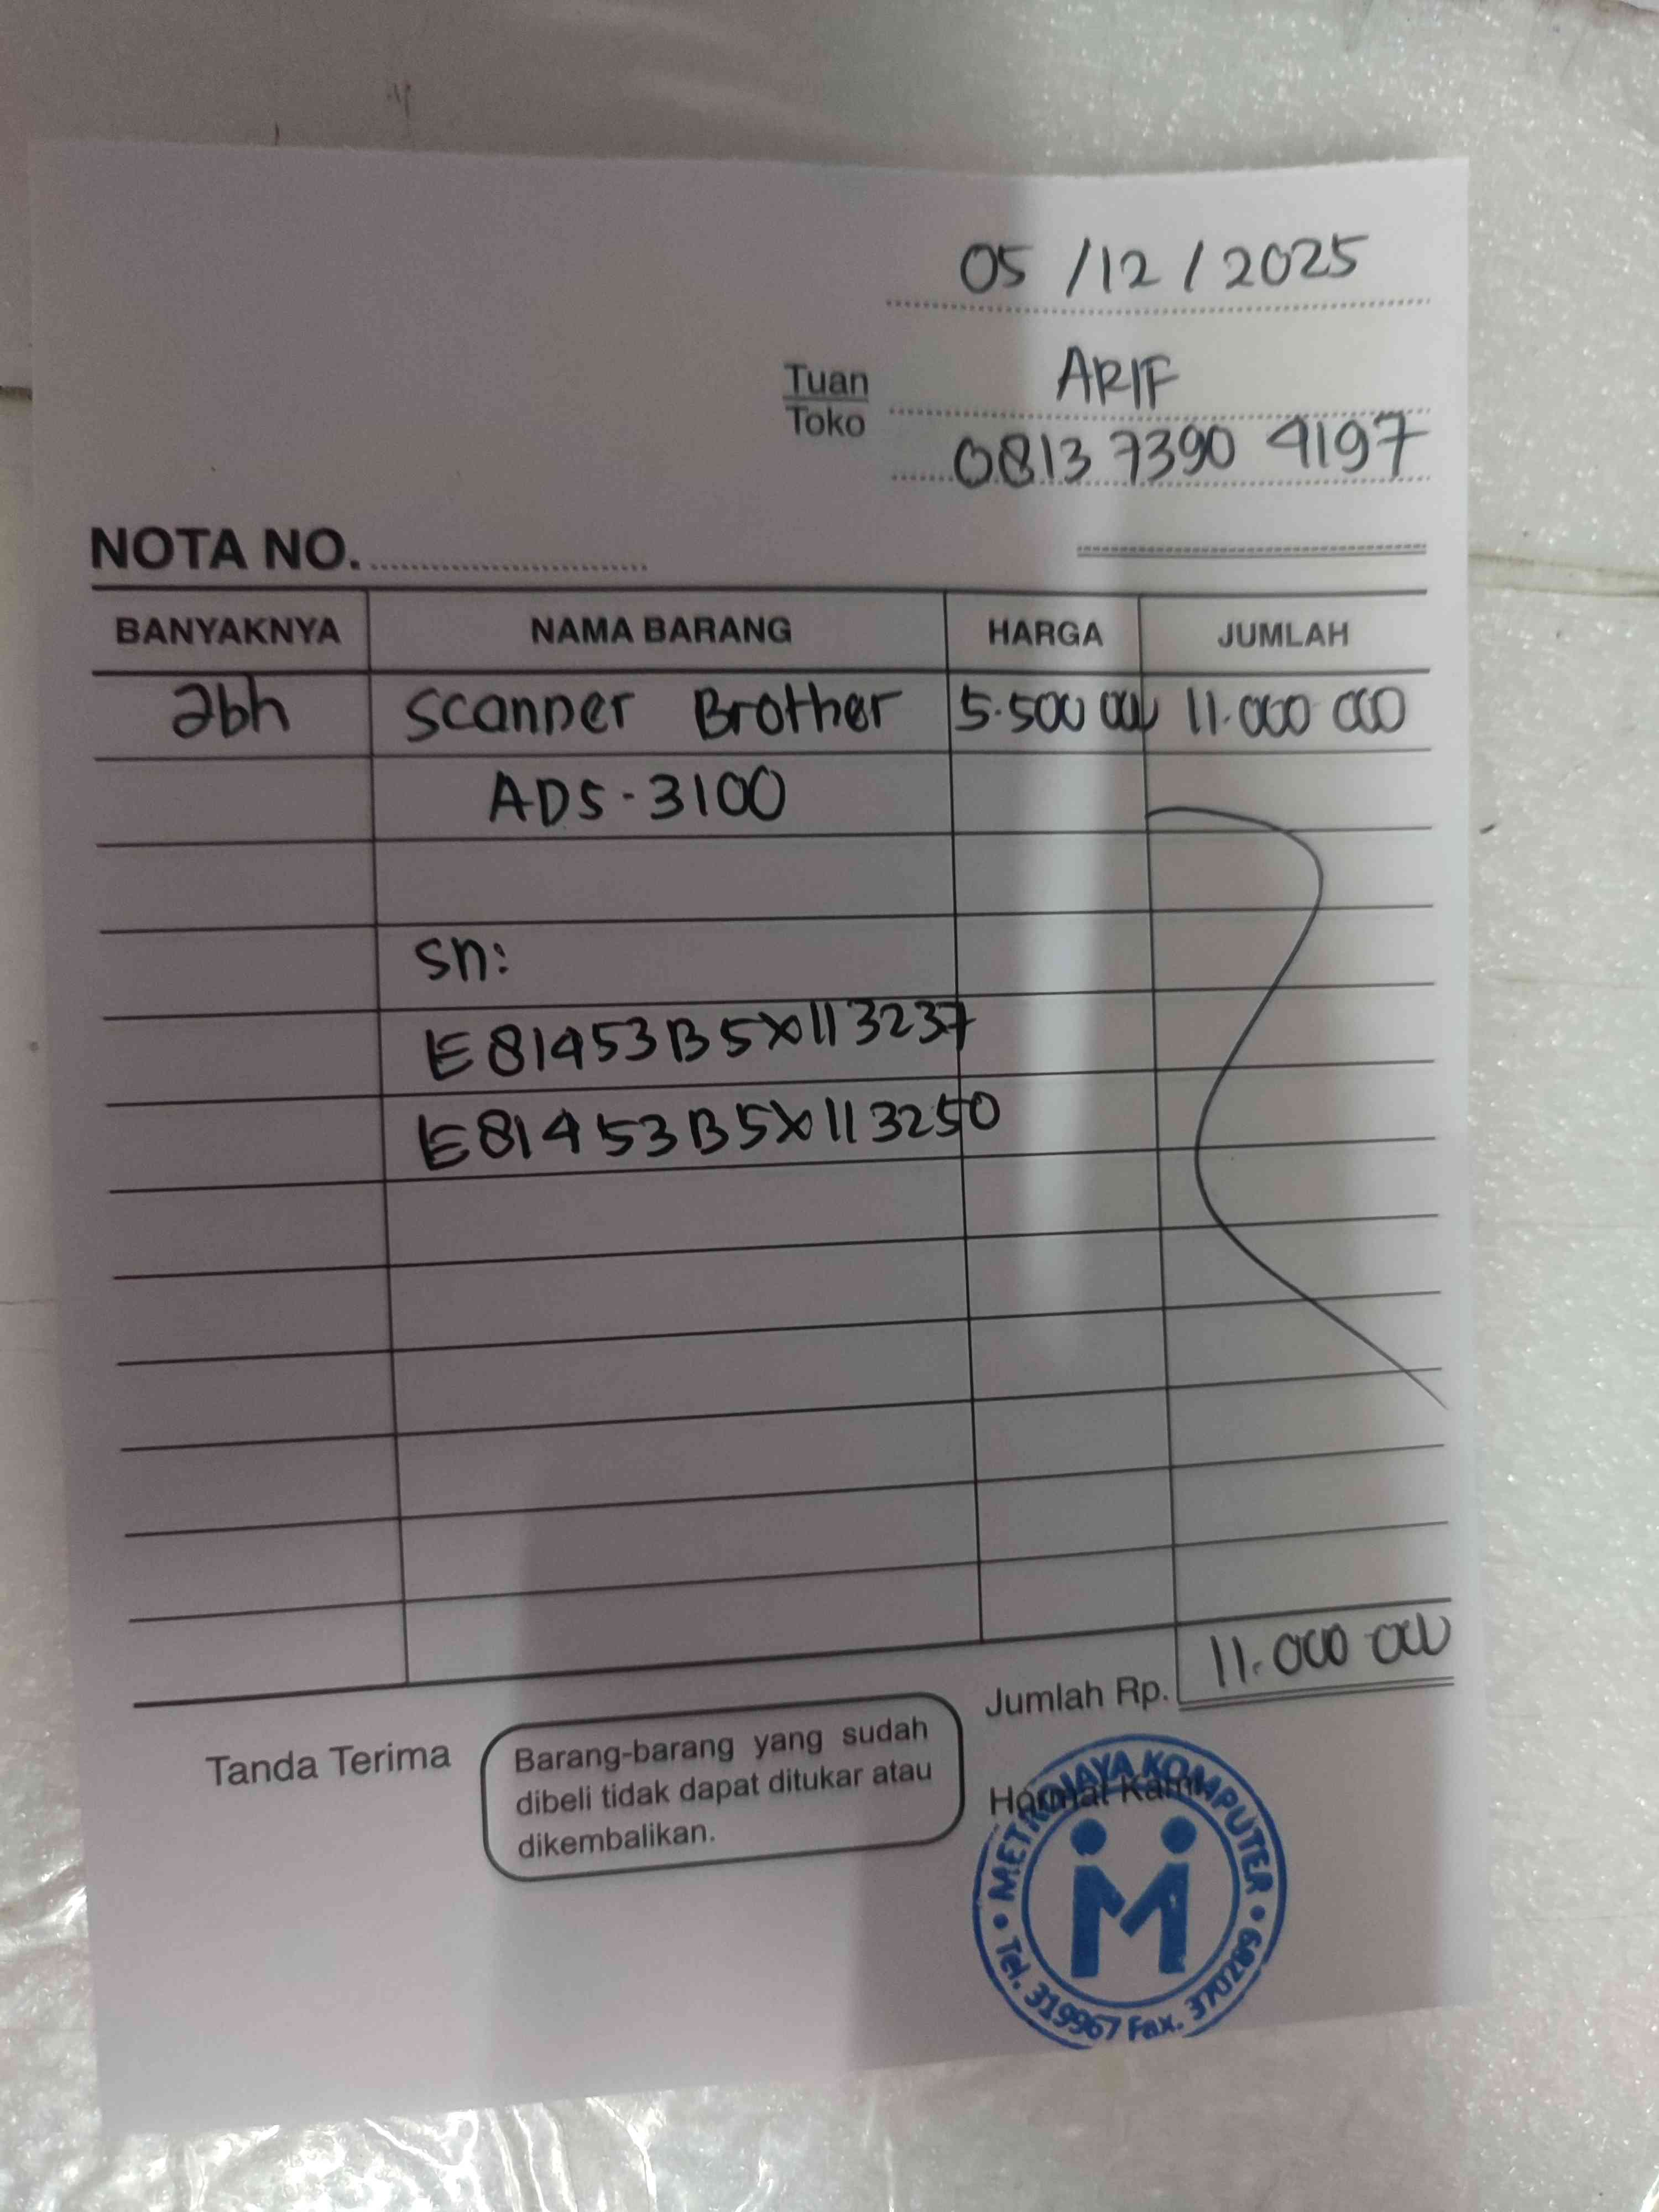 05/12/2025
Tuan
Toko
ARIF
0813 7390 4197
NOTA NO.
BANYAKNYA NAMA BARANG HARGA JUMLAH
2bh Scanner Brother 5.500 000 11.000 000
ADS-3100
sn:
E81453B5X113237
E81453B5X113250
Jumlah Rp. 11.000 000
Tanda Terima
Barang-barang yang sudah
dibeli tidak dapat ditukar atau
dikembalikan.
Hormat Kami
METROJAYA KOMPUTER
M
Tel. 319967 Fax. 370289